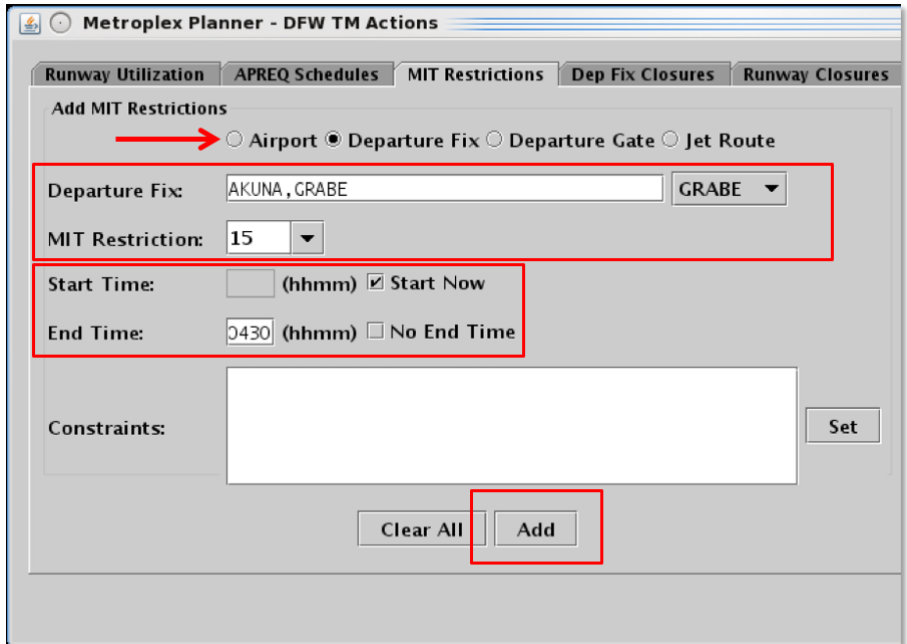 Metroplex Planner - DFW TM Actions
Runway Utilization APREQ Schedules MIT Restrictions Dep Fix Closures Runway Closures
Add MIT Restrictions
Airport Departure Fix Departure Gate Jet Route
Departure Fix: AKUNA,GRABE GRABE
MIT Restriction: 15
Start Time: (hhmm) Start Now
End Time: 0430 (hhmm) No End Time
Constraints: Set
Clear All Add